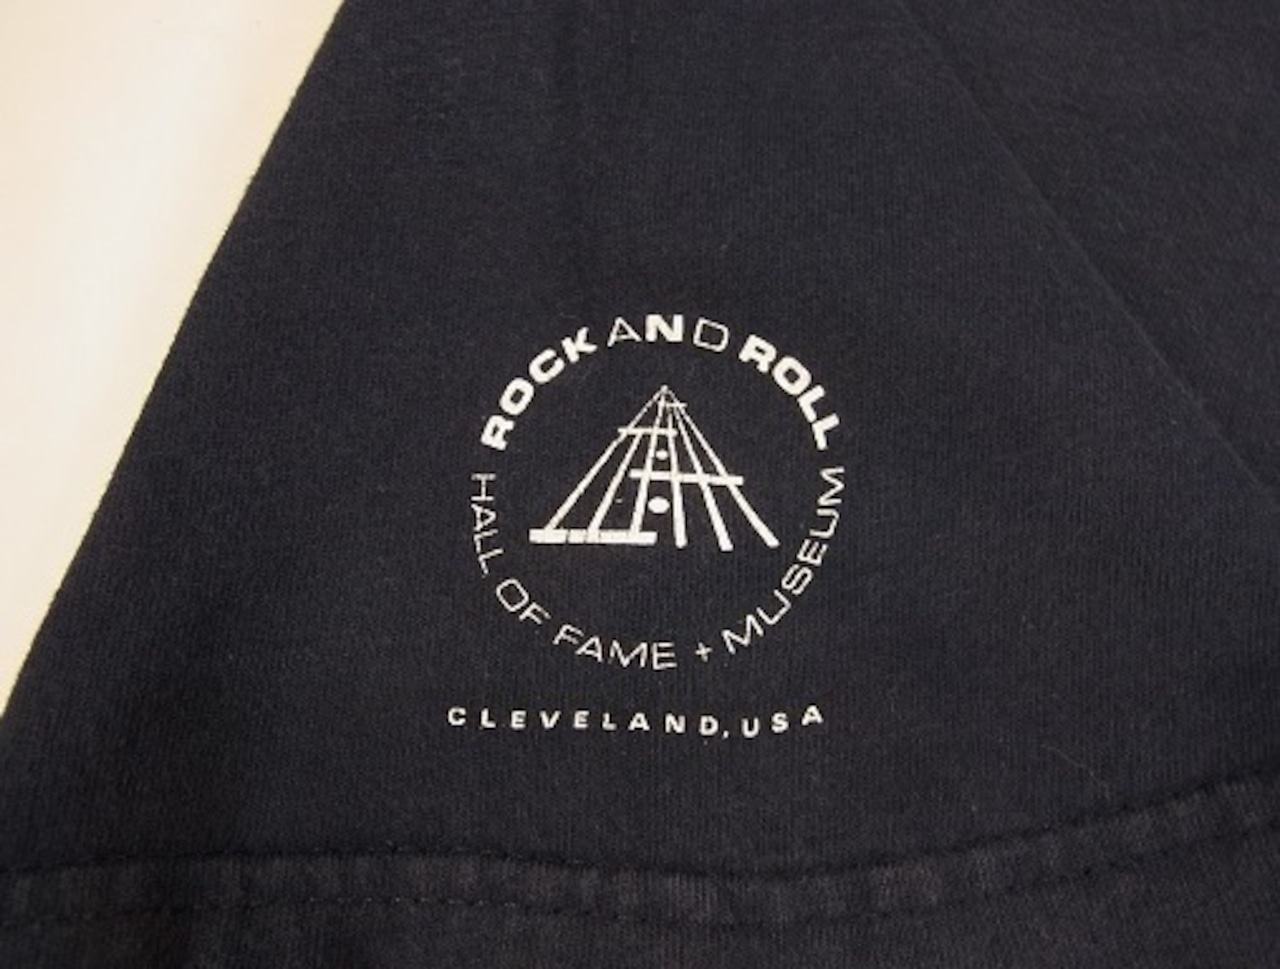 ROCK AND ROLL
HALL OF FAME + MUSEUM
CLEVELAND, USA